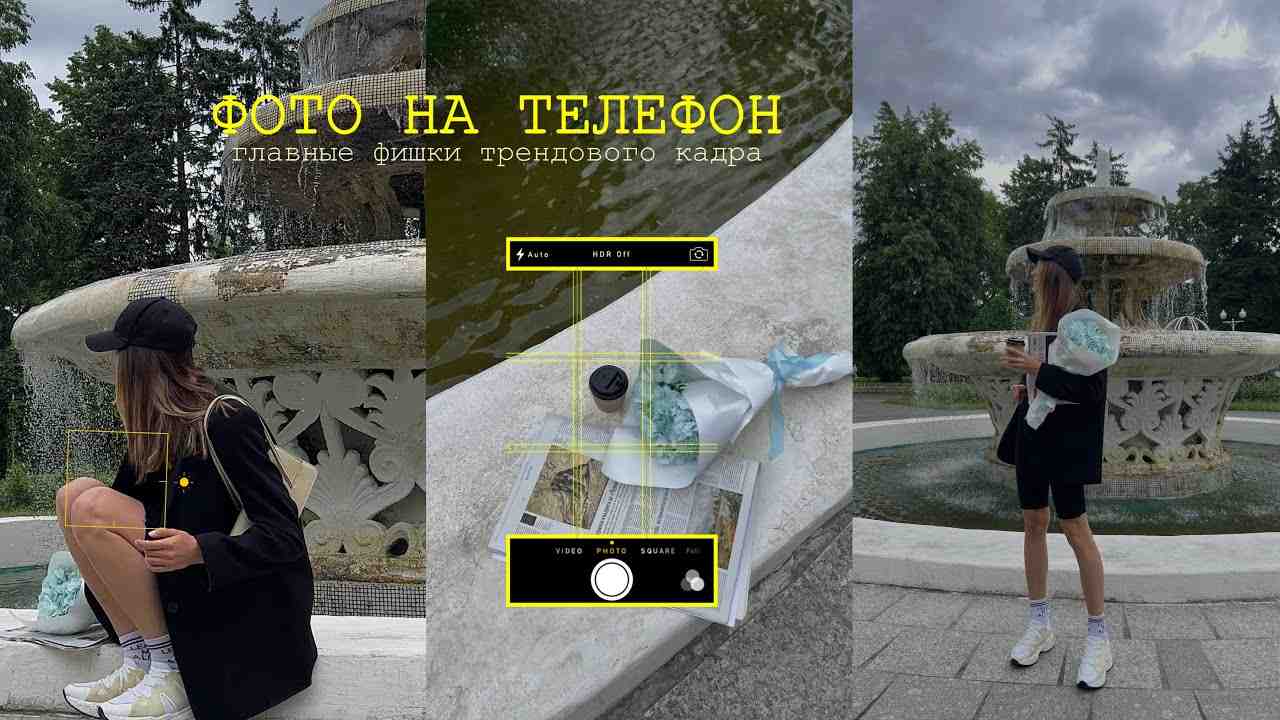 ФОТО НА ТЕЛЕФОН
главные фишки трендового кадра
Auto HDR Off
VIDEO PHOTO SQUARE